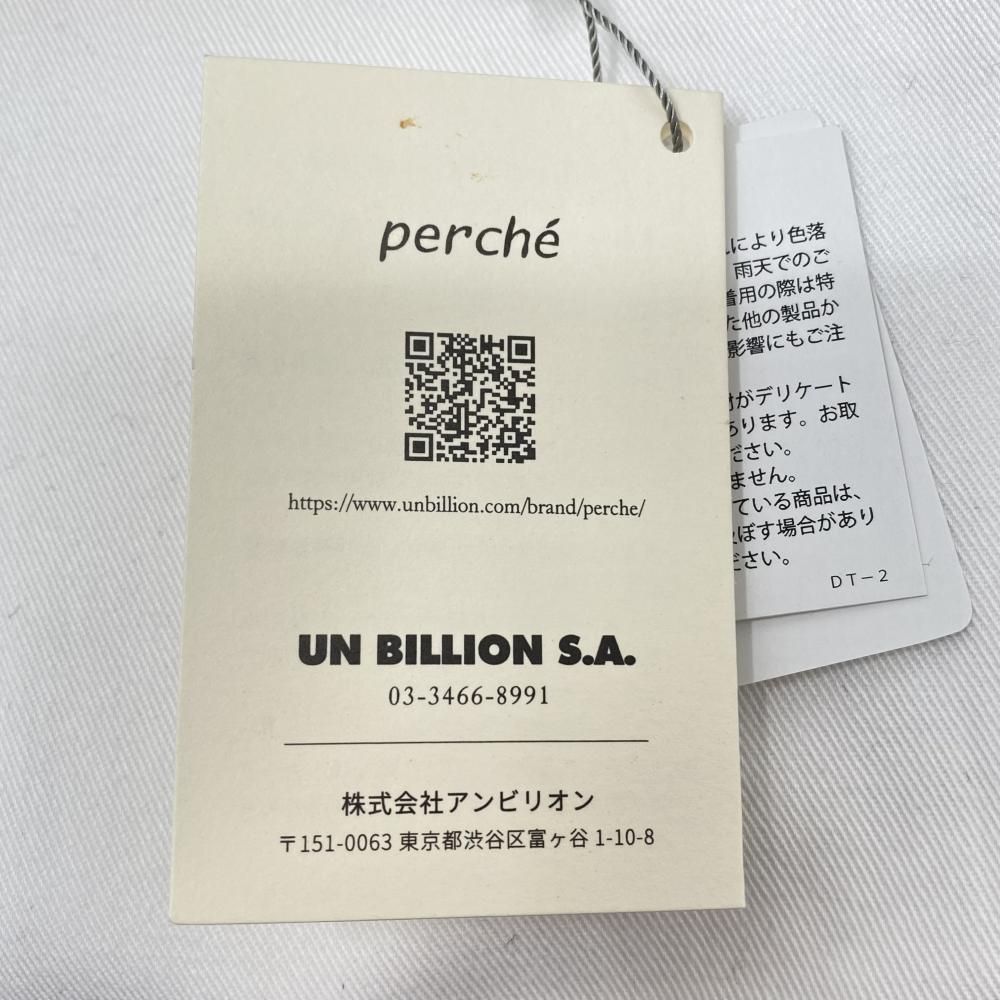 perché
https://www.unbillion.com/brand/perche/
UN BILLION S.A.
03-3466-8991
株式会社アンビリオン
〒151-0063 東京都渋谷区富ヶ谷 1-10-8
により色落
雨天でのご
着用の際は特
た他の製品か
影響にもご注
がデリケート
あります。お取
ださい。
ません。
ている商品は、
ぼす場合があり
ださい。
DT-2